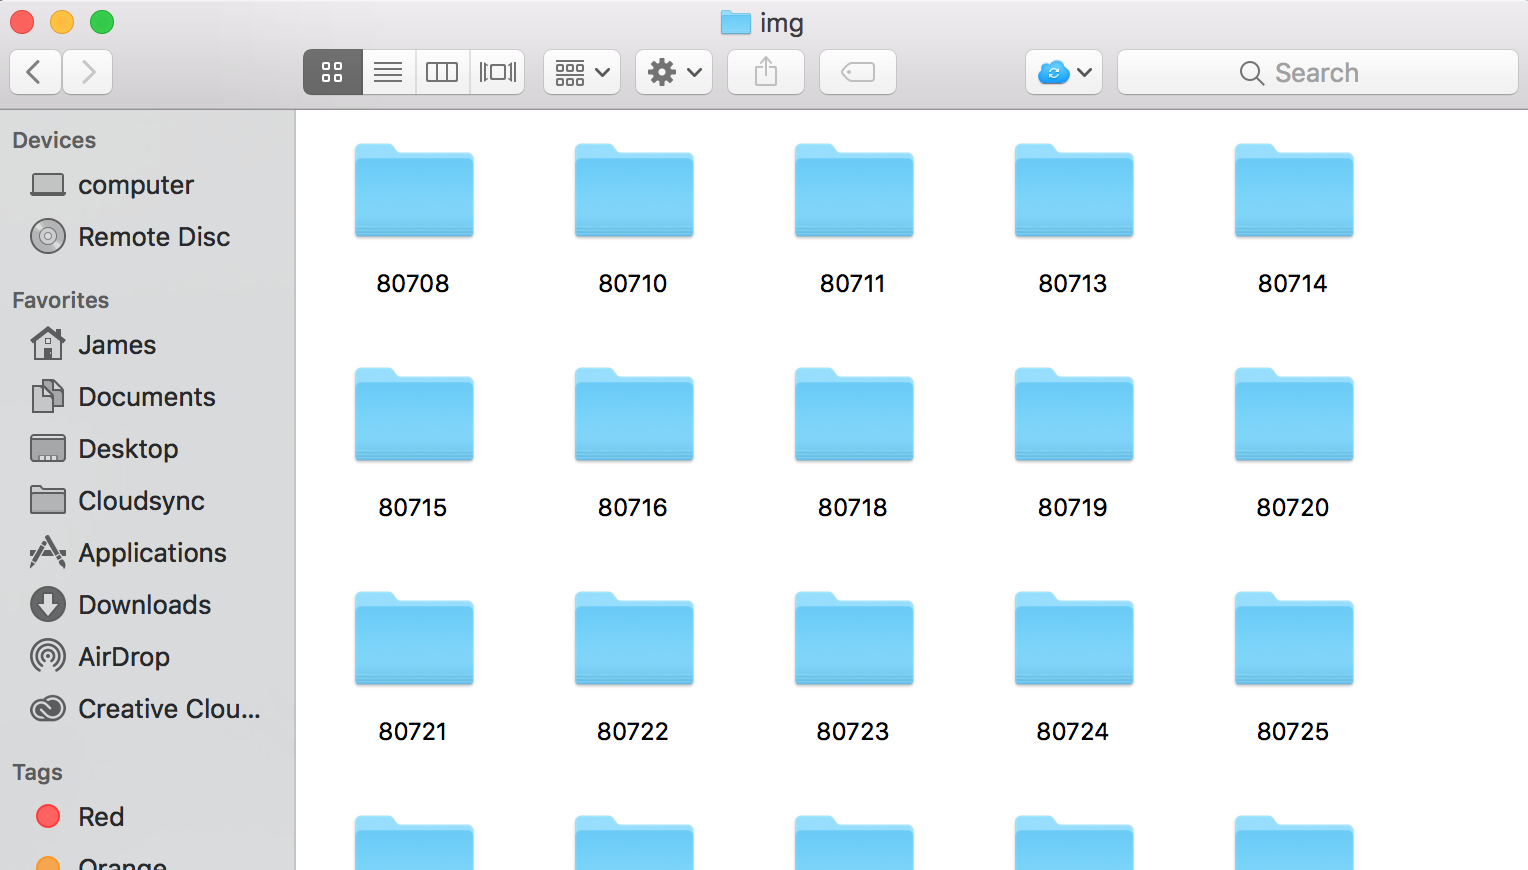 img
Search
Devices
computer
Remote Disc
Favorites
James
Documents
Desktop
Cloudsync
Applications
Downloads
AirDrop
Creative Clou...
Tags
Red
Orange
80708 80710 80711 80713 80714
80715 80716 80718 80719 80720
80721 80722 80723 80724 80725